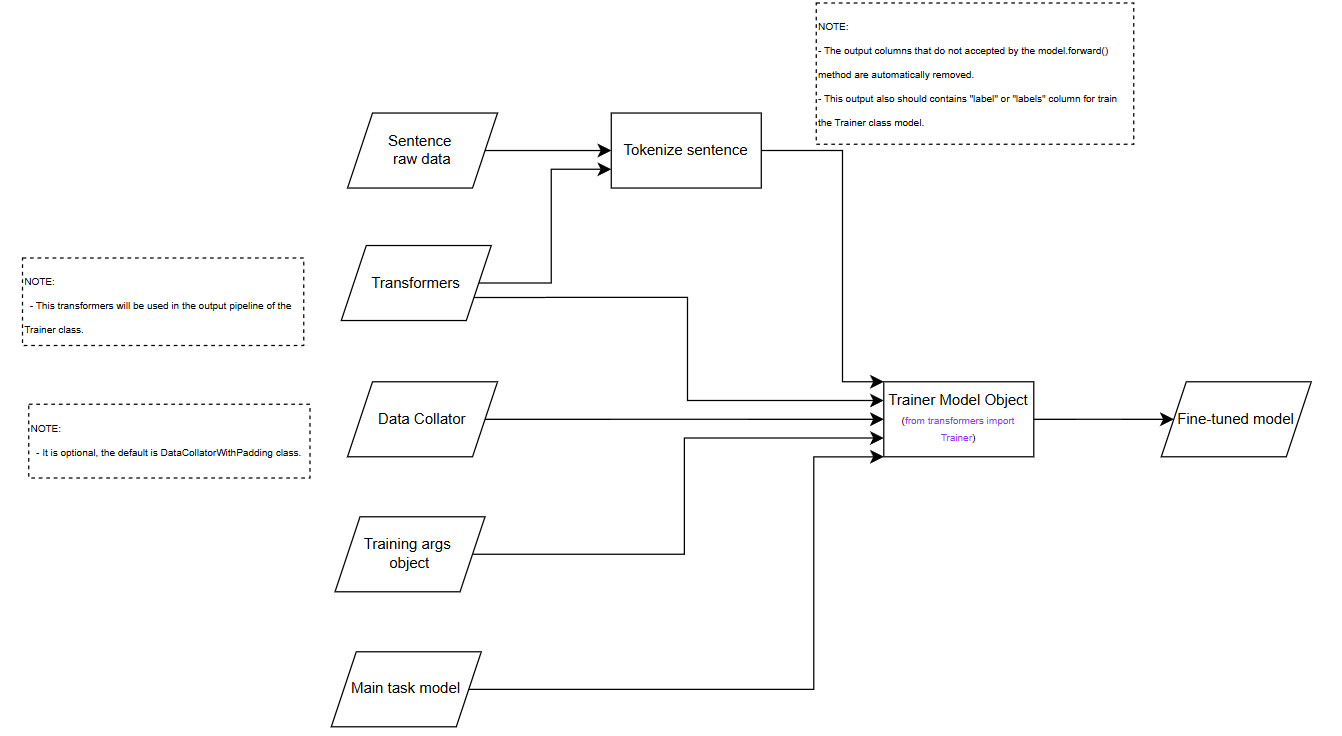 NOTE:
- The output columns that do not accepted by the model.forward()
method are automatically removed.
- This output also should contains "label" or "labels" column for train
the Trainer class model.
Sentence
raw data
Tokenize sentence
Transformers
NOTE:
- This transformers will be used in the output pipeline of the
Trainer class.
Data Collator
Trainer Model Object
(from transformers import
Trainer)
Fine-tuned model
NOTE:
- It is optional, the default is DataCollatorWithPadding class.
Training args
object
Main task model